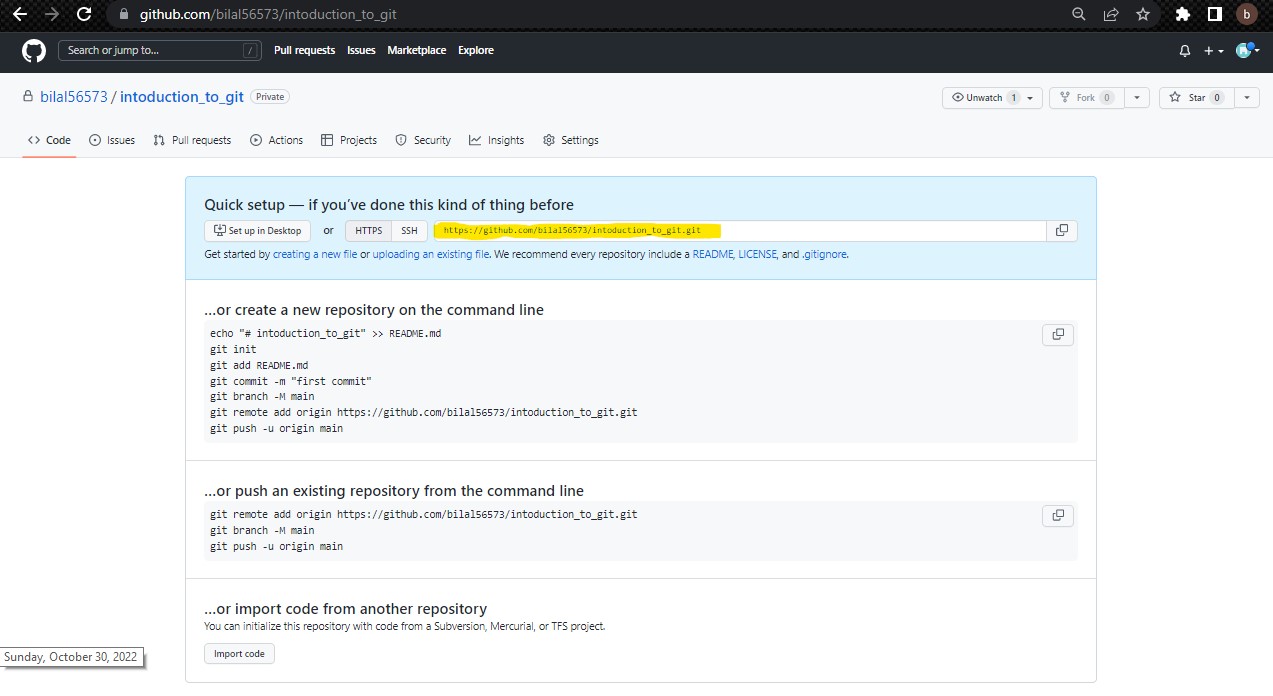 github.com/bilal56573/intoduction_to_git
b
Search or jump to... /
Pull requests Issues Marketplace Explore
bilal56573 / intoduction_to_git Private
Unwatch 1 Fork 0 Star 0
Code Issues Pull requests Actions Projects Security Insights Settings
Quick setup — if you’ve done this kind of thing before
Set up in Desktop or HTTPS SSH https://github.com/bilal56573/intoduction_to_git.git
Get started by creating a new file or uploading an existing file. We recommend every repository include a README, LICENSE, and .gitignore.
…or create a new repository on the command line
echo "# intoduction_to_git" >> README.md
git init
git add README.md
git commit -m "first commit"
git branch -M main
git remote add origin https://github.com/bilal56573/intoduction_to_git.git
git push -u origin main
…or push an existing repository from the command line
git remote add origin https://github.com/bilal56573/intoduction_to_git.git
git branch -M main
git push -u origin main
…or import code from another repository
You can initialize this repository with code from a Subversion, Mercurial, or TFS project.
Import code
Sunday, October 30, 2022